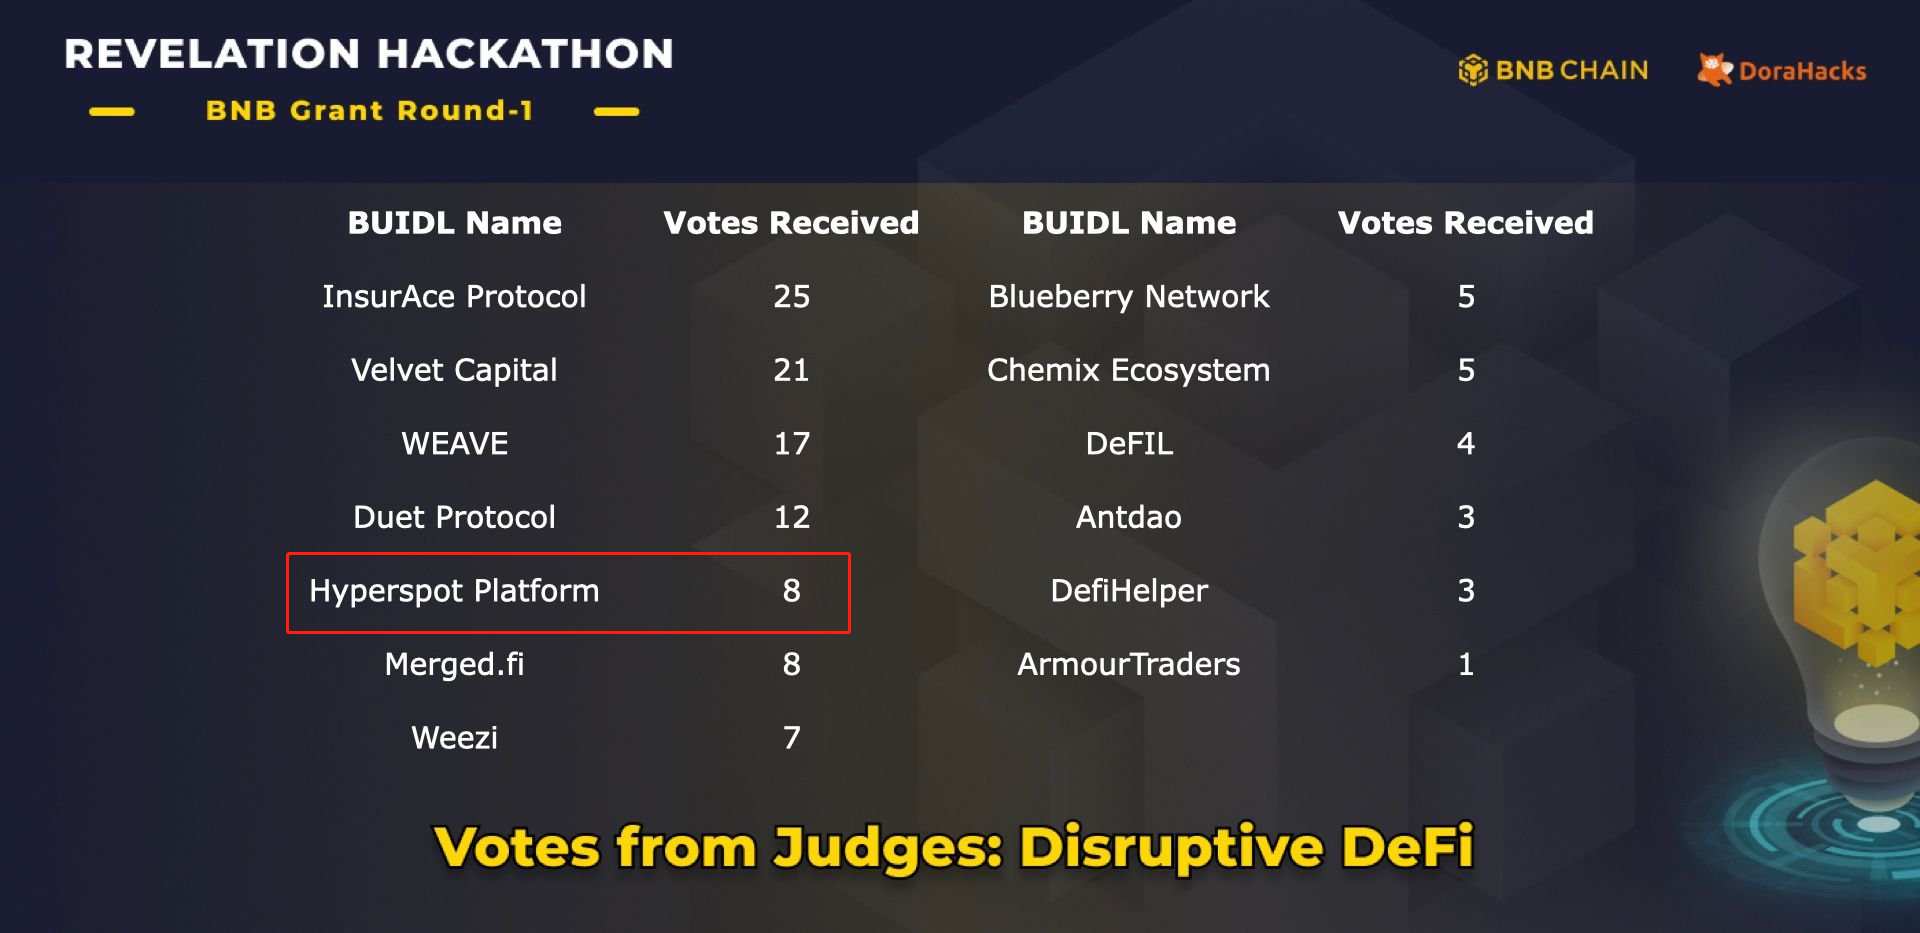 REVELATION HACKATHON
BNB Grant Round-1
BNB CHAIN
DoraHacks
BUIDL Name Votes Received BUIDL Name Votes Received
InsurAce Protocol 25 Blueberry Network 5
Velvet Capital 21 Chemix Ecosystem 5
WEAVE 17 DeFIL 4
Duet Protocol 12 Antdao 3
Hyperspot Platform 8 DefiHelper 3
Merged.fi 8 ArmourTraders 1
Weezi 7
Votes from Judges: Disruptive DeFi